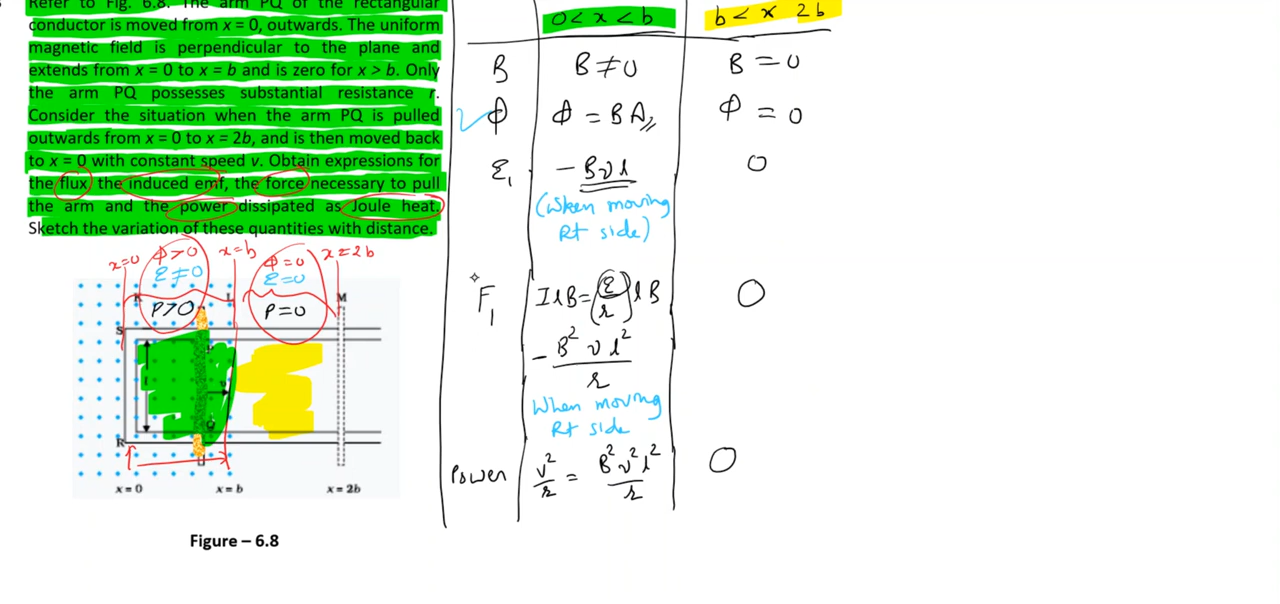 Refer to Fig. 6.8. The arm PQ of the rectangular
conductor is moved from x = 0, outwards. The uniform
magnetic field is perpendicular to the plane and
extends from x = 0 to x = b and is zero for x > b. Only
the arm PQ possesses substantial resistance r.
Consider the situation when the arm PQ is pulled
outwards from x = 0 to x = 2b, and is then moved back
to x = 0 with constant speed v. Obtain expressions for
the flux, the induced emf, the force necessary to pull
the arm and the power dissipated as Joule heat.
Sketch the variation of these quantities with distance.
x=0 Φ>0 x=b Φ=0 x=2b
ε≠0 ε=0
K L M
P>0 P=0
S
P
l
Q
R
x = 0 x = b x = 2b
Figure – 6.8
0<x<b b<x 2b
B B≠0 B=0
Φ Φ=BA Φ=0
ε₁ -Bvl 0
(When moving
Rt side)
F₁ IlB=(ε/r)lB 0
-B²vl²/r
When moving
Rt side
Power V²/r = B²v²l²/r 0